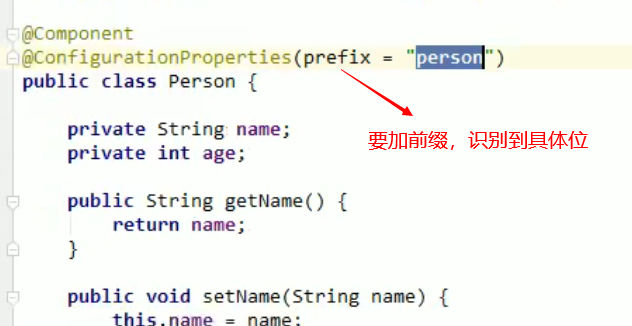 @Component
@ConfigurationProperties(prefix = "person")
public class Person {
private String name;
private int age;
要加前缀，识别到具体位
public String getName() {
return name;
}
public void setName(String name) {
this.name = name;